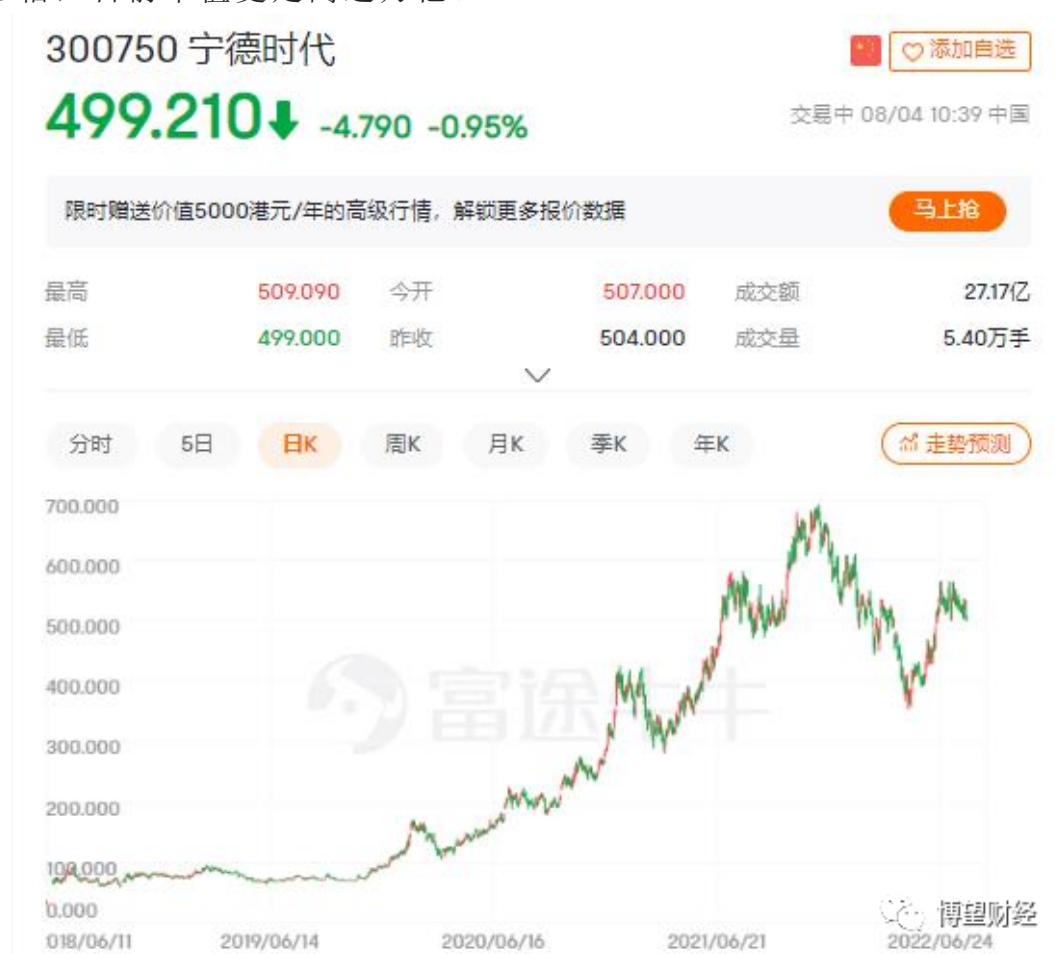 300750 宁德时代
添加自选
499.210 -4.790 -0.95%
交易中 08/04 10:39 中国
限时赠送价值5000港元/年的高级行情，解锁更多报价数据
马上抢
最高 509.090 今开 507.000 成交额 27.17亿
最低 499.000 昨收 504.000 成交量 5.40万手
分时 5日 日K 周K 月K 季K 年K 走势预测
700.000
600.000
500.000
400.000
富途牛牛
300.000
200.000
100.000
0.000
博望财经
018/06/11 2019/06/14 2020/06/16 2021/06/21 2022/06/24